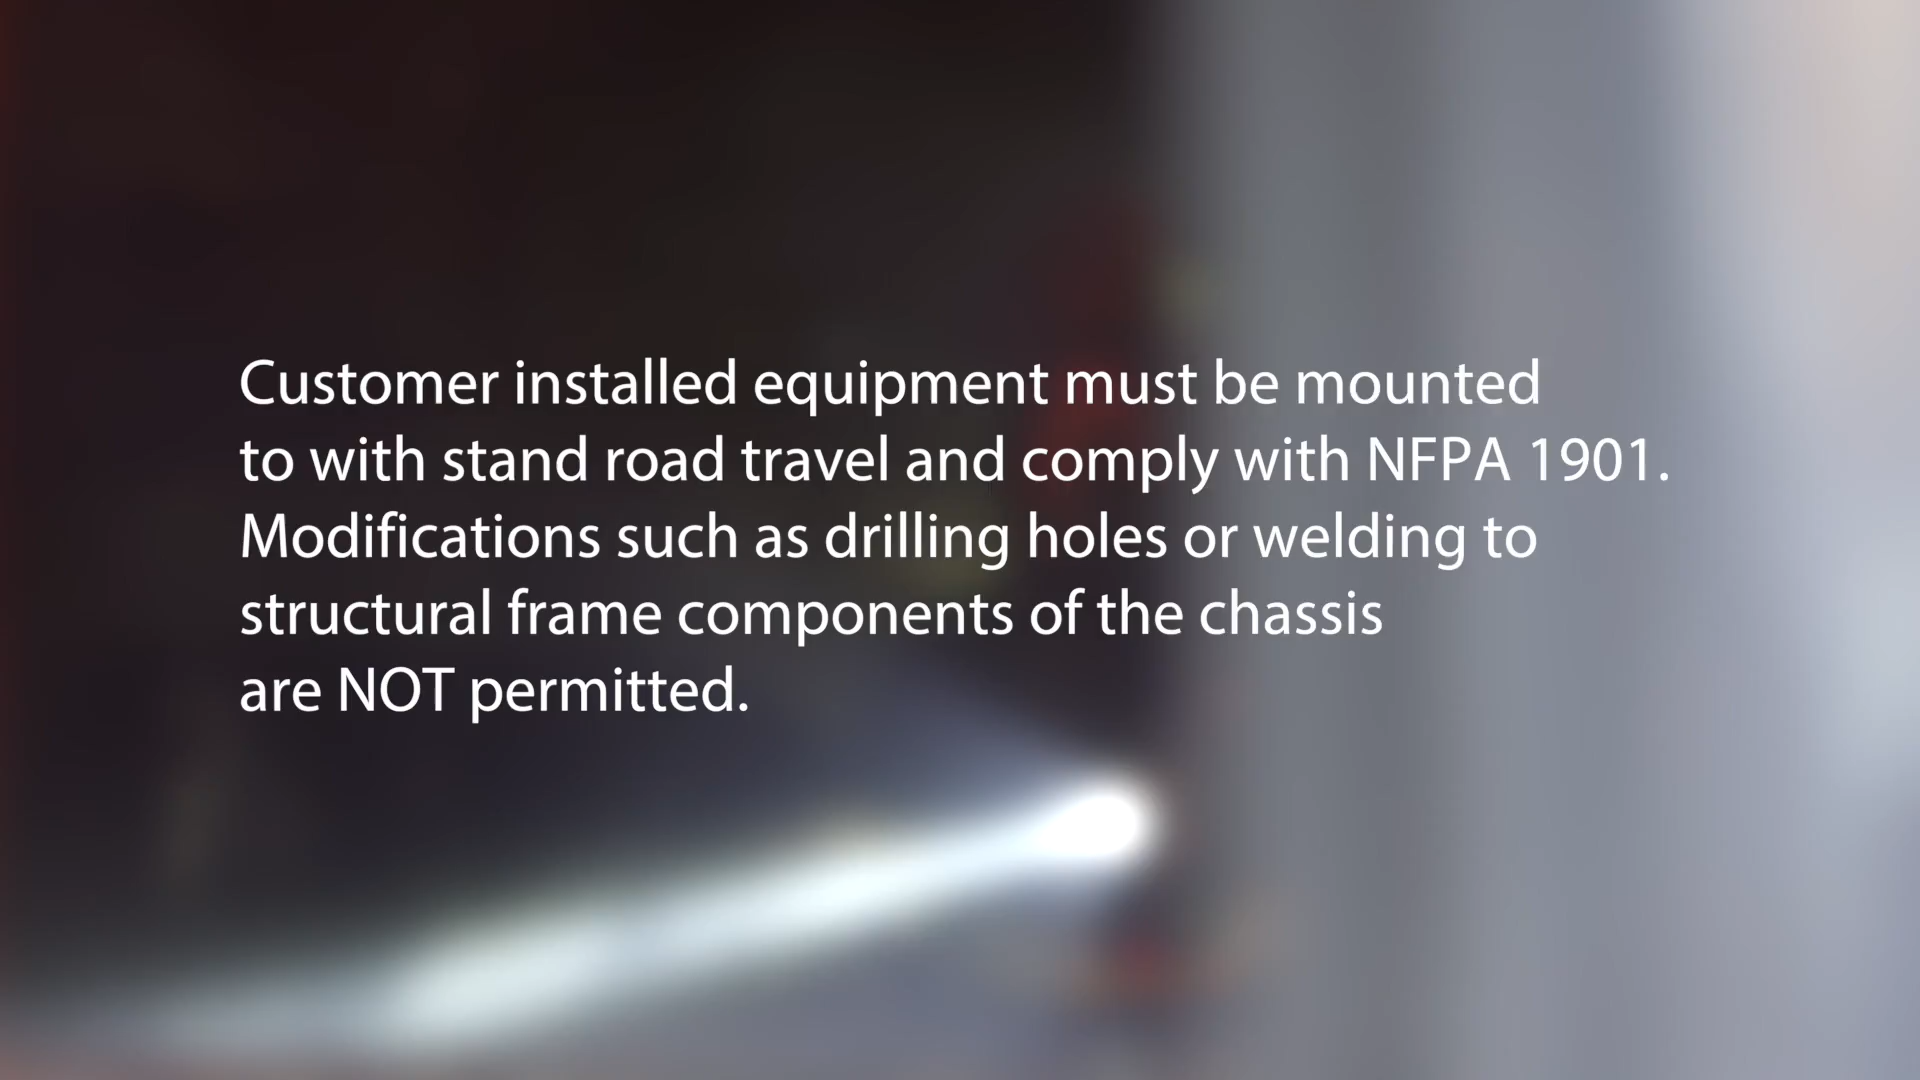 Customer installed equipment must be mounted
to with stand road travel and comply with NFPA 1901.
Modifications such as drilling holes or welding to
structural frame components of the chassis
are NOT permitted.